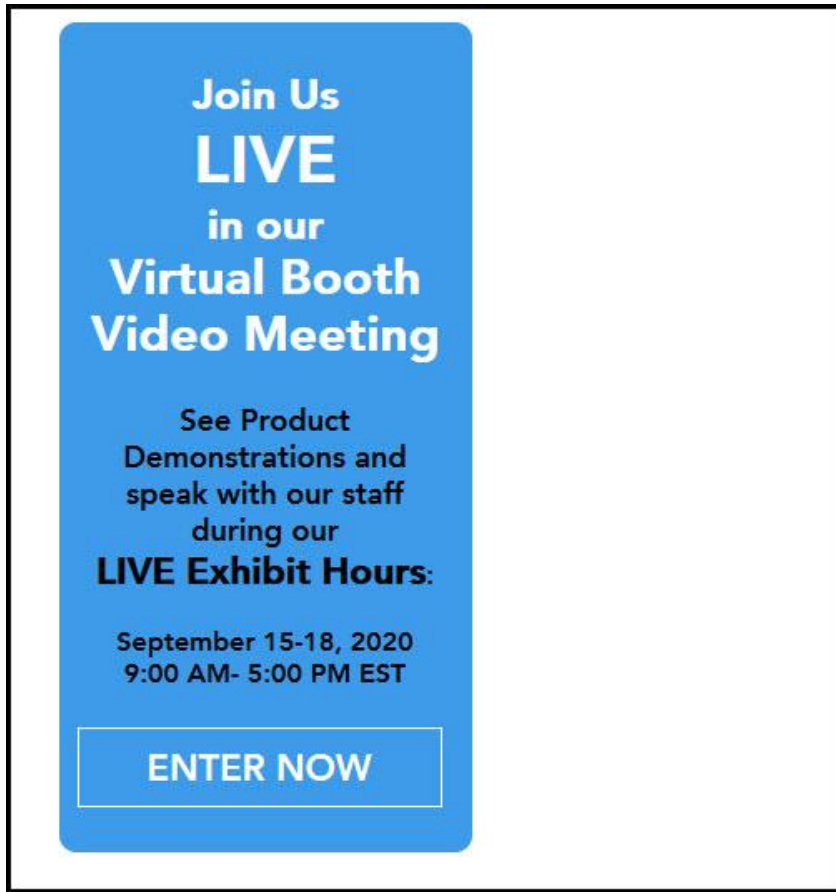 Join Us
LIVE
in our
Virtual Booth
Video Meeting
See Product
Demonstrations and
speak with our staff
during our
LIVE Exhibit Hours:
September 15-18, 2020
9:00 AM- 5:00 PM EST
ENTER NOW